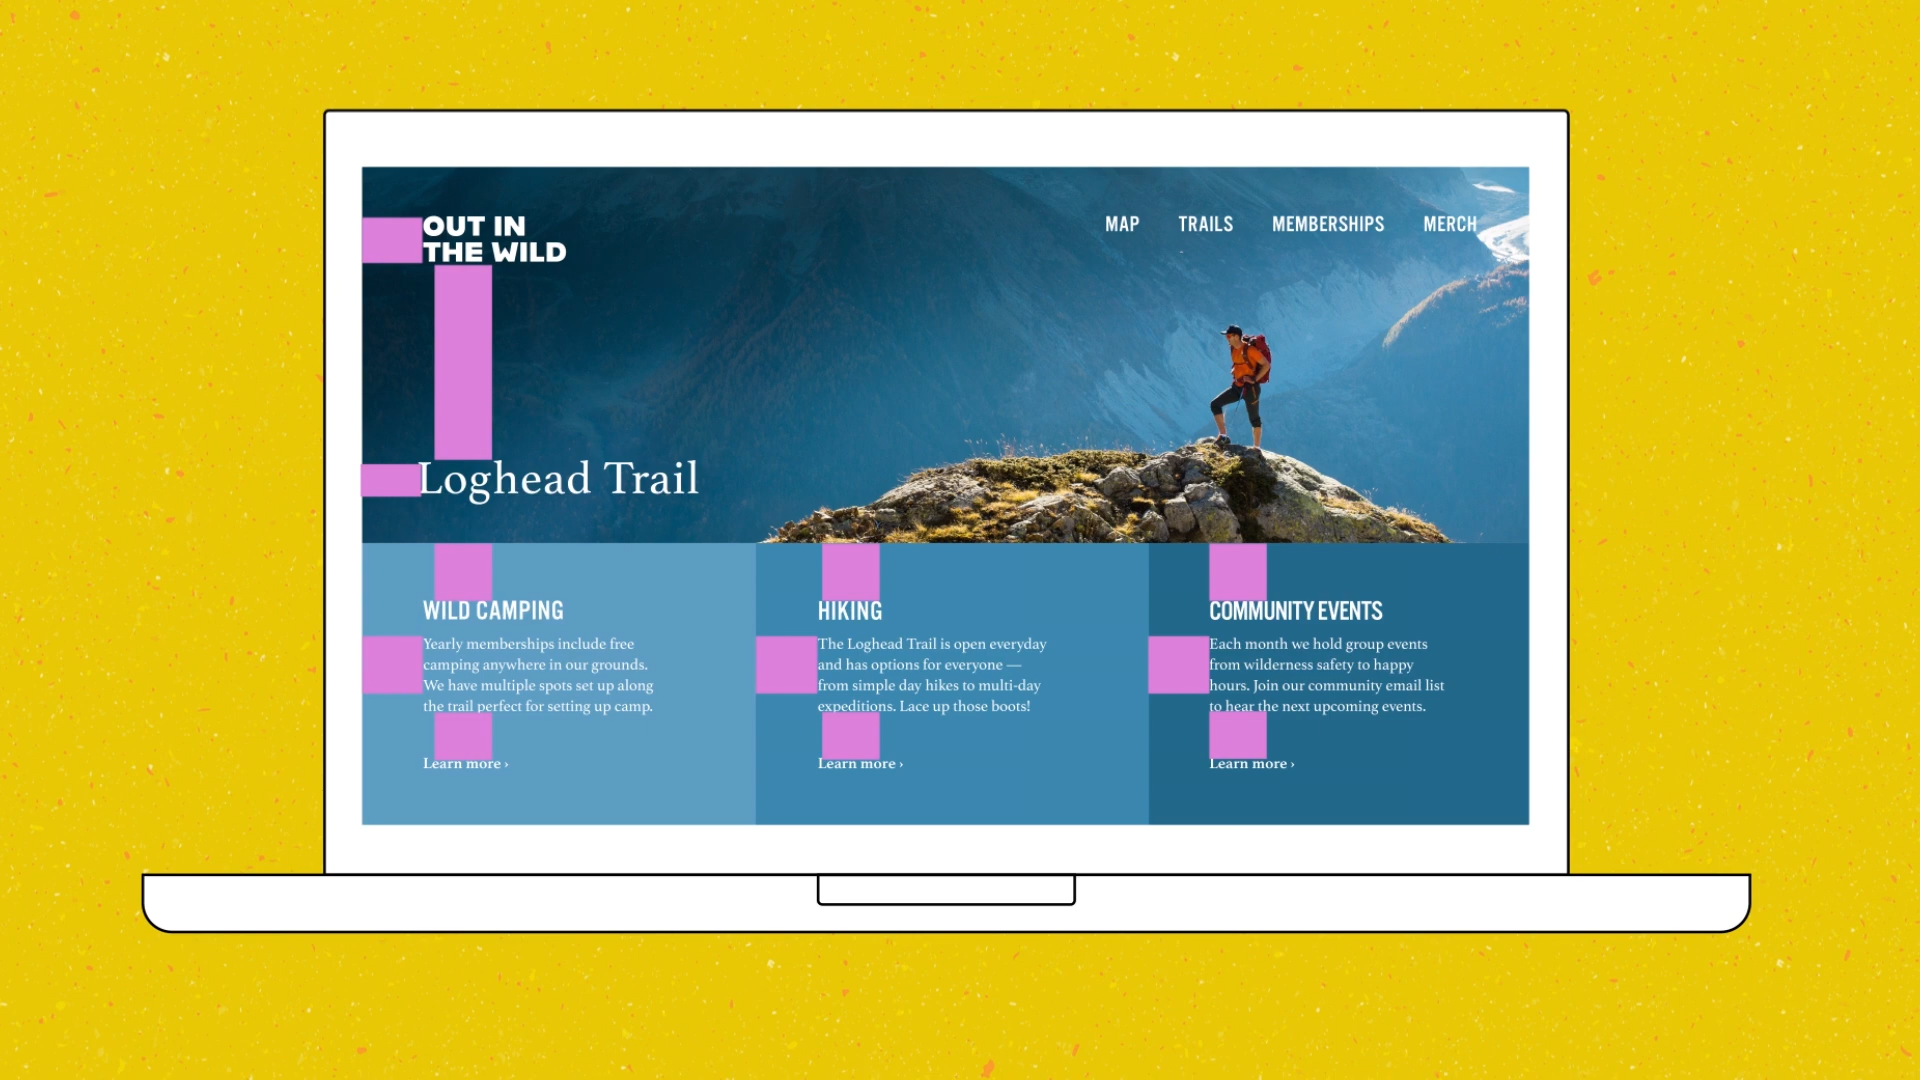 OUT IN
THE WILD
MAP TRAILS MEMBERSHIPS MERCH
Loghead Trail
WILD CAMPING
Yearly memberships include free
camping anywhere in our grounds.
We have multiple spots set up along
the trail perfect for setting up camp.
Learn more ›
HIKING
The Loghead Trail is open everyday
and has options for everyone —
from simple day hikes to multi-day
expeditions. Lace up those boots!
Learn more ›
COMMUNITY EVENTS
Each month we hold group events
from wilderness safety to happy
hours. Join our community email list
to hear the next upcoming events.
Learn more ›